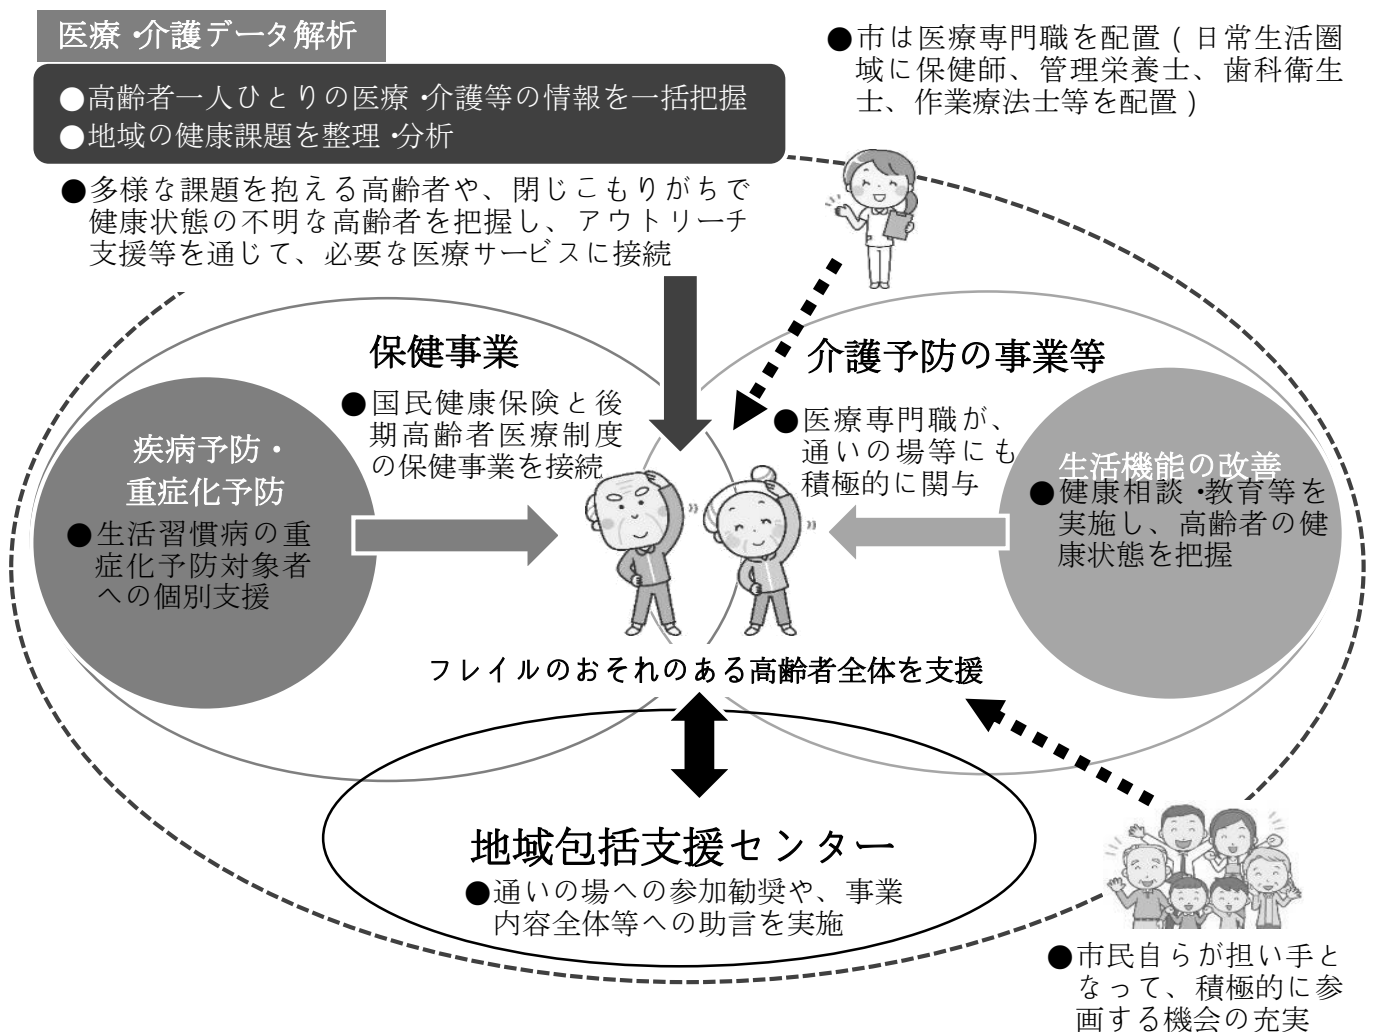 医療・介護データ解析
●高齢者一人ひとりの医療・介護等の情報を一括把握
●地域の健康課題を整理・分析
●多様な課題を抱える高齢者や、閉じこもりがちで
健康状態の不明な高齢者を把握し、アウトリーチ
支援等を通じて、必要な医療サービスに接続
●市は医療専門職を配置(日常生活圏
域に保健師、管理栄養士、歯科衛生
士、作業療法士等を配置)
保健事業
●国民健康保険と後
期高齢者医療制度
の保健事業を接続
疾病予防・
重症化予防
●生活習慣病の重
症化予防対象者
への個別支援
介護予防の事業等
●医療専門職が、
通いの場等にも
積極的に関与
生活機能の改善
●健康相談・教育等を
実施し、高齢者の健
康状態を把握
フレイルのおそれのある高齢者全体を支援
地域包括支援センター
●通いの場への参加勧奨や、事業
内容全体等への助言を実施
●市民自らが担い手と
なって、積極的に参
画する機会の充実